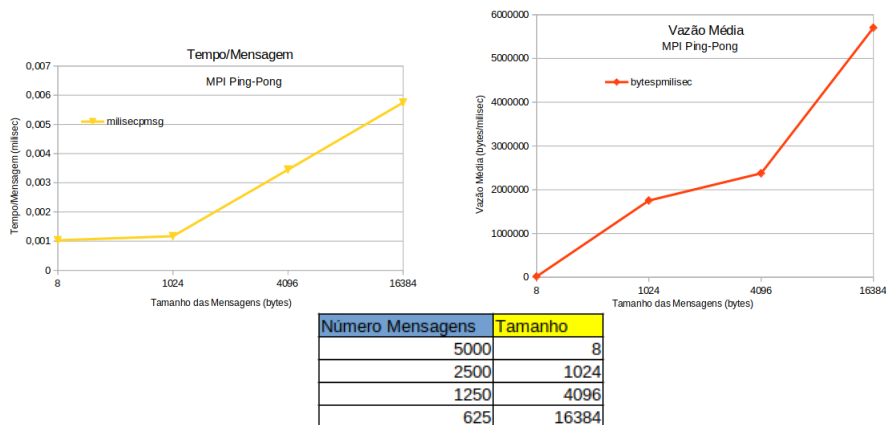 Tempo/Mensagem
MPI Ping-Pong
milisecpmsg
Tempo/Mensagem (milisec)
0,007
0,006
0,005
0,004
0,003
0,002
0,001
0
8 1024 4096 16384
Tamanho das Mensagens (bytes)
Vazão Média
MPI Ping-Pong
bytespmilisec
Vazão Média (bytes/milisec)
6000000
5000000
4000000
3000000
2000000
1000000
0
8 1024 4096 16384
Tamanho das Mensagens (bytes)
Número Mensagens Tamanho
5000 8
2500 1024
1250 4096
625 16384